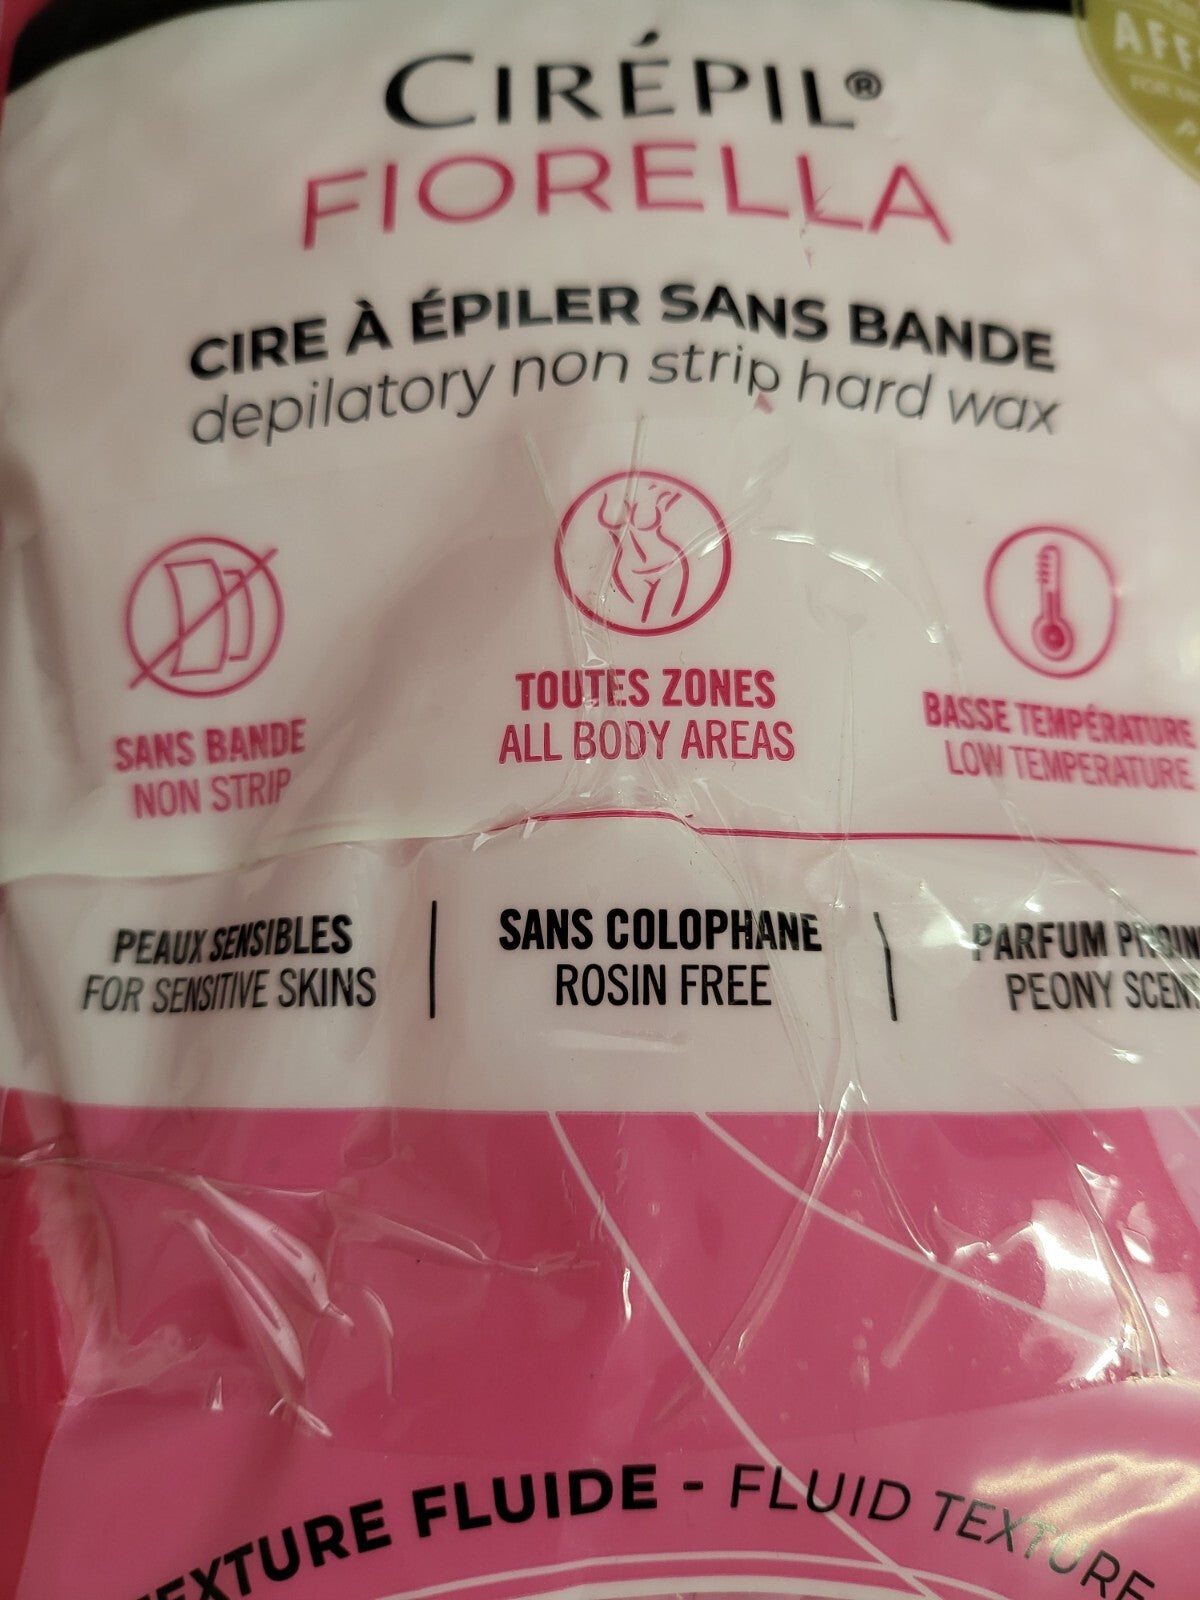 CIRÉPIL®
FIORELLA
CIRE À ÉPILER SANS BANDE
depilatory non strip hard wax
SANS BANDE
NON STRIP
TOUTES ZONES
ALL BODY AREAS
BASSE TEMPÉRATURE
LOW TEMPERATURE
PEAUX SENSIBLES
FOR SENSITIVE SKINS
SANS COLOPHANE
ROSIN FREE
PARFUM
PEONY
TEXTURE FLUIDE - FLUID TEXTURE